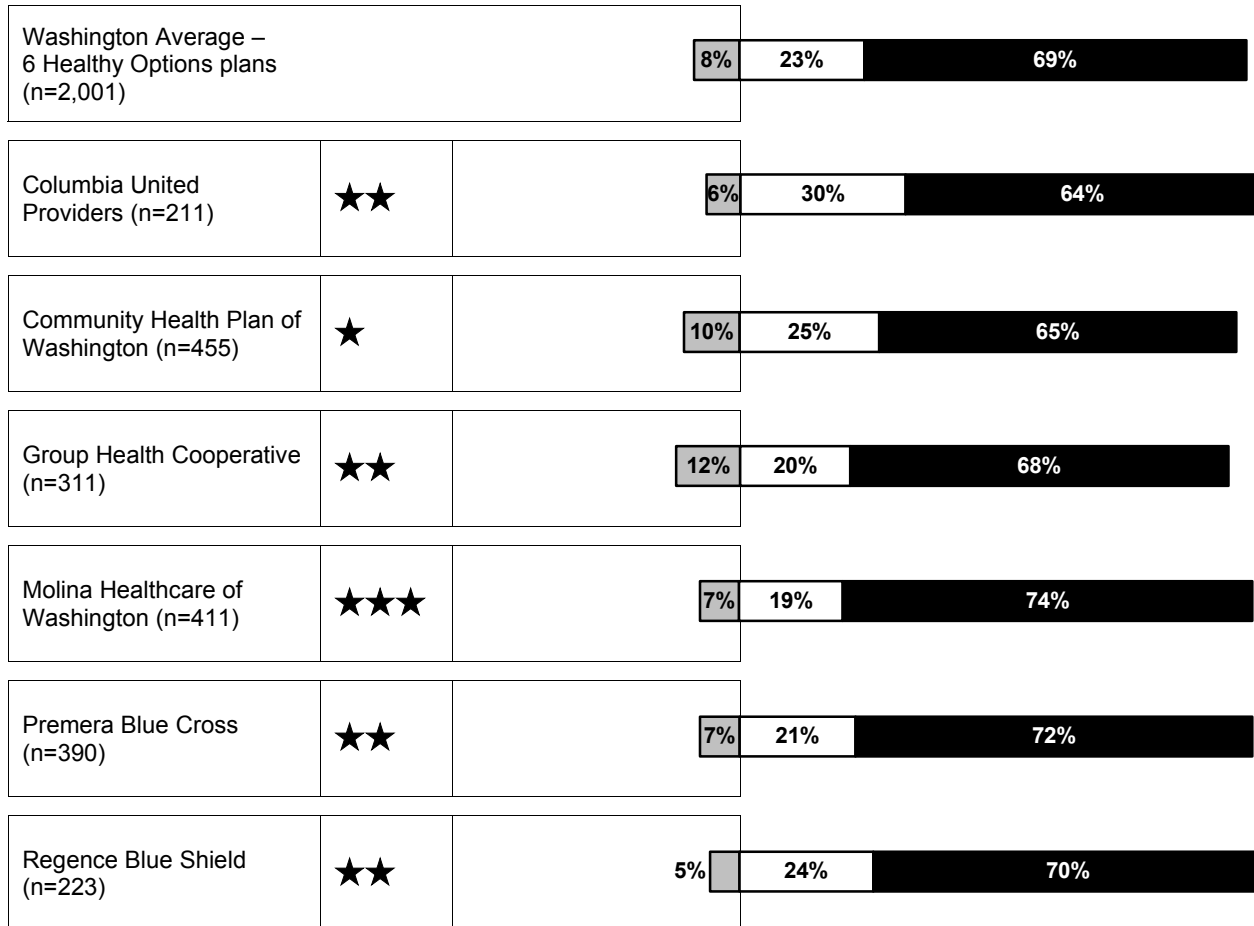 Washington Average –
6 Healthy Options plans
(n=2,001)
8% 23% 69%
Columbia United
Providers (n=211)
★★
6% 30% 64%
Community Health Plan of
Washington (n=455)
★
10% 25% 65%
Group Health Cooperative
(n=311)
★★
12% 20% 68%
Molina Healthcare of
Washington (n=411)
★★★
7% 19% 74%
Premera Blue Cross
(n=390)
★★
7% 21% 72%
Regence Blue Shield
(n=223)
★★
5% 24% 70%